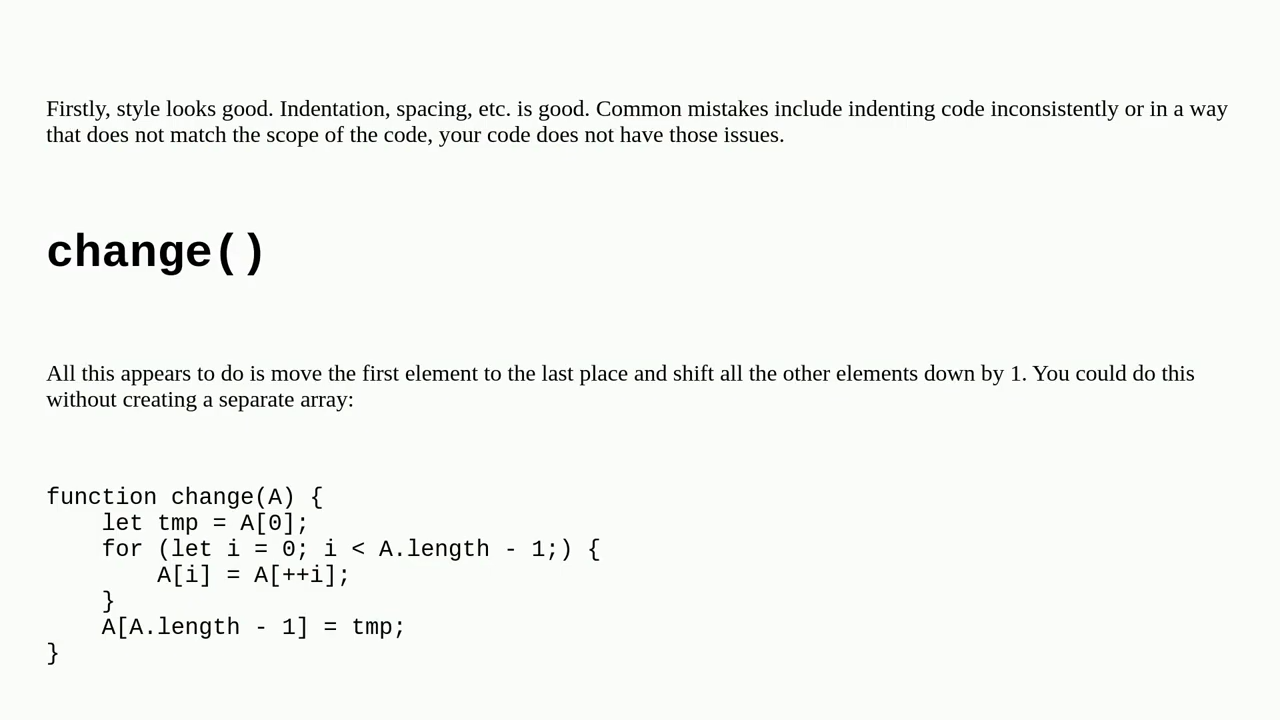 Firstly, style looks good. Indentation, spacing, etc. is good. Common mistakes include indenting code inconsistently or in a way
that does not match the scope of the code, your code does not have those issues.
change()
All this appears to do is move the first element to the last place and shift all the other elements down by 1. You could do this
without creating a separate array:
function change(A) {
    let tmp = A[0];
    for (let i = 0; i < A.length - 1;) {
        A[i] = A[++i];
    }
    A[A.length - 1] = tmp;
}